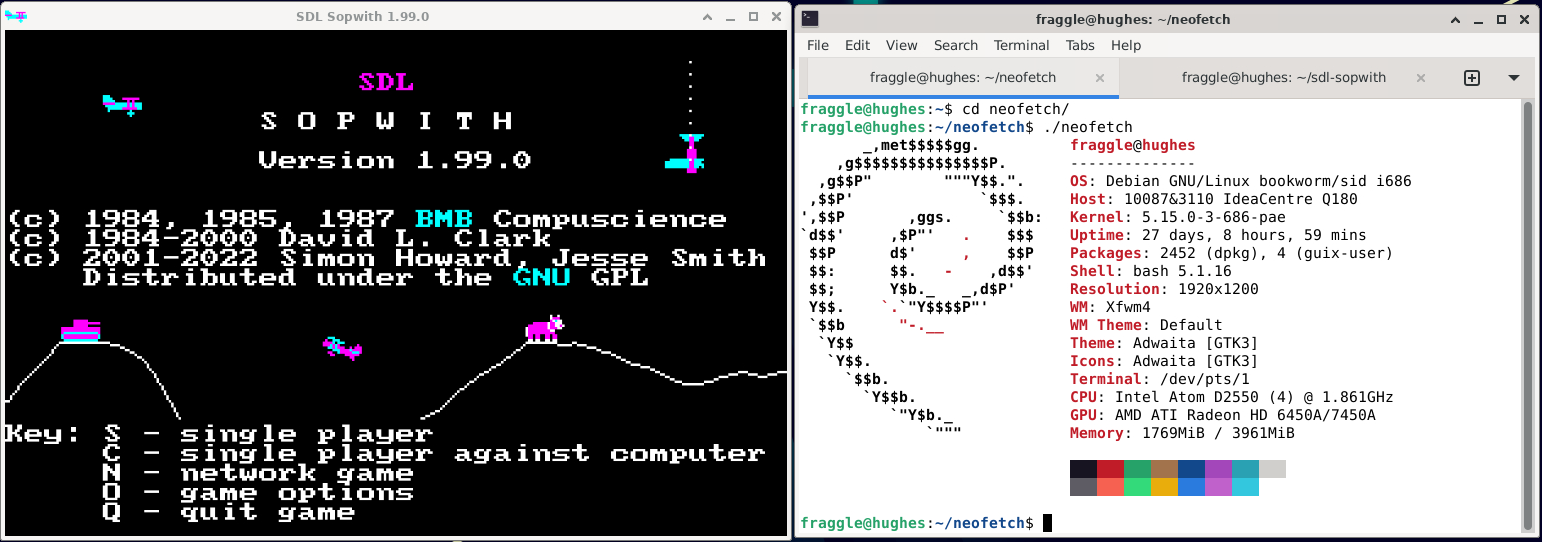 SDL Sopwith 1.99.0
SDL
S O P W I T H
Version 1.99.0
(c) 1984, 1985, 1987 BMB Compuscience
(c) 1984-2000 David L. Clark
(c) 2001-2022 Simon Howard, Jesse Smith
Distributed under the GNU GPL
Key: S - single player
C - single player against computer
N - network game
O - game options
Q - quit game
fraggle@hughes: ~/neofetch
File Edit View Search Terminal Tabs Help
fraggle@hughes: ~/neofetch fraggle@hughes: ~/sdl-sopwith
fraggle@hughes:~$ cd neofetch/
fraggle@hughes:~/neofetch$ ./neofetch
_,met$$$$$gg. fraggle@hughes
,g$$$$$$$$$$$$$$$P. --------------
,g$$P" """Y$$.". OS: Debian GNU/Linux bookworm/sid i686
,$$P' `$$$. Host: 10087&3110 IdeaCentre Q180
',$$P ,ggs. `$$b: Kernel: 5.15.0-3-686-pae
`d$$' ,$P"' . $$$ Uptime: 27 days, 8 hours, 59 mins
$$P d$' , $$P Packages: 2452 (dpkg), 4 (guix-user)
$$: $$. - ,d$$' Shell: bash 5.1.16
$$; Y$b._ _,d$P' Resolution: 1920x1200
Y$$. `.`"Y$$$$P"' WM: Xfwm4
`$$b "-.__ WM Theme: Default
`Y$$ Theme: Adwaita [GTK3]
`Y$$. Icons: Adwaita [GTK3]
`$$b. Terminal: /dev/pts/1
`Y$$b. CPU: Intel Atom D2550 (4) @ 1.861GHz
`"Y$b._ GPU: AMD ATI Radeon HD 6450A/7450A
`""" Memory: 1769MiB / 3961MiB
fraggle@hughes:~/neofetch$